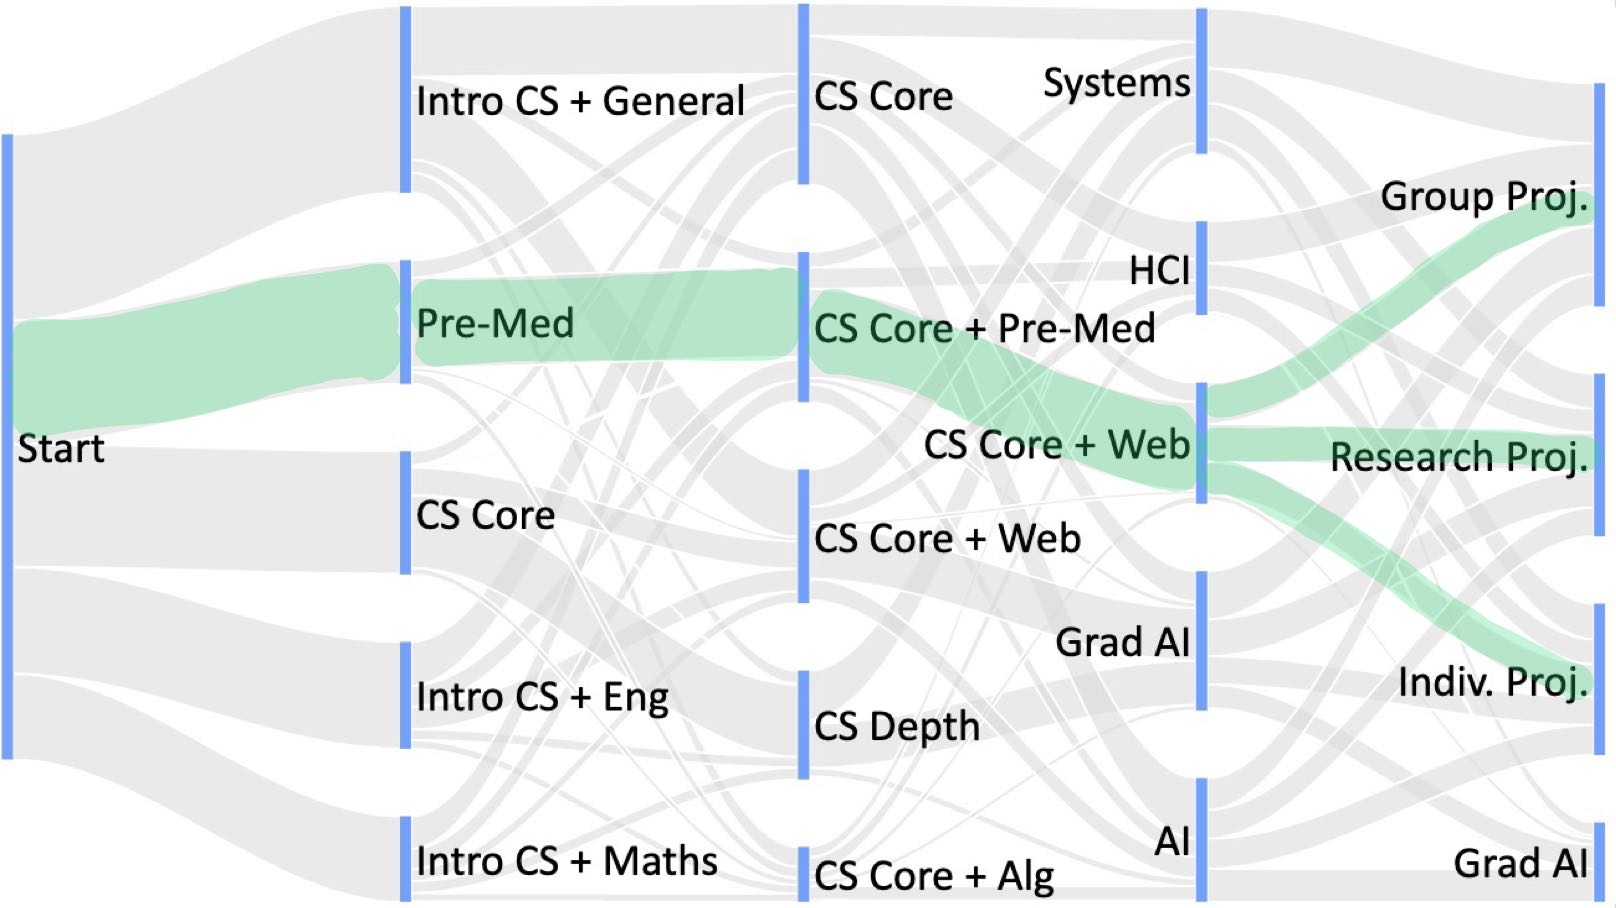 Start
Intro CS + General
Pre-Med
CS Core
Intro CS + Eng
Intro CS + Maths
CS Core
CS Core + Pre-Med
CS Core + Web
CS Depth
CS Core + Alg
Systems
HCI
CS Core + Web
Grad AI
AI
Group Proj.
Research Proj.
Indiv. Proj.
Grad AI